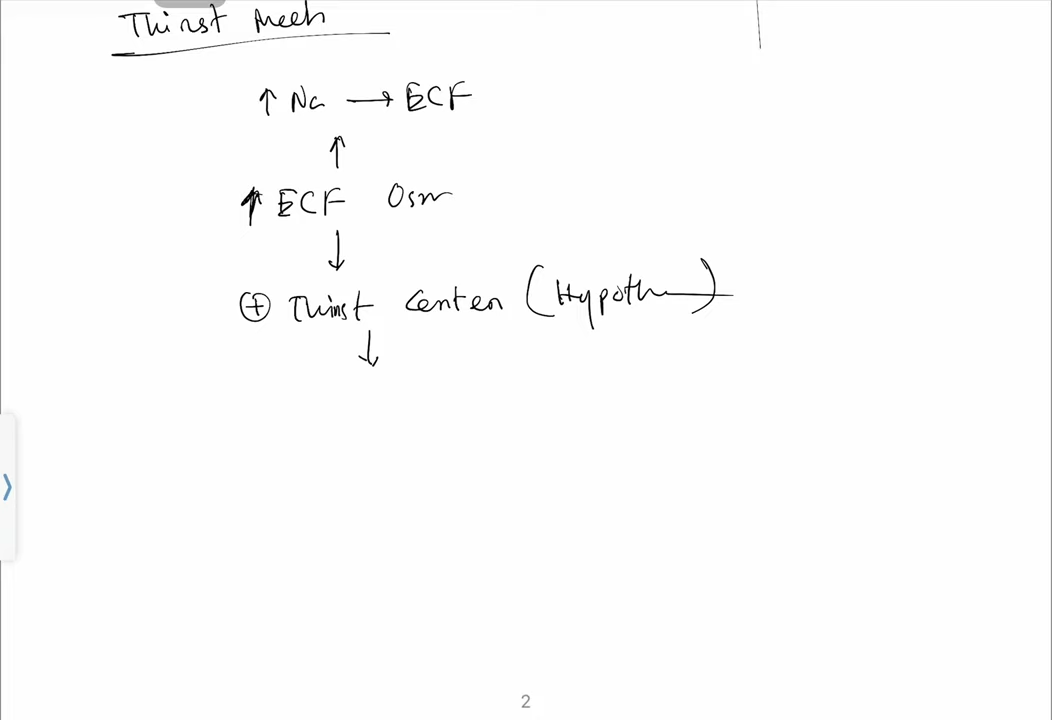 Thirst Mech
↑ Na → ECF
↑
↑ ECF Osm
↓
⊕ Thirst center (Hypoth)
↓
2